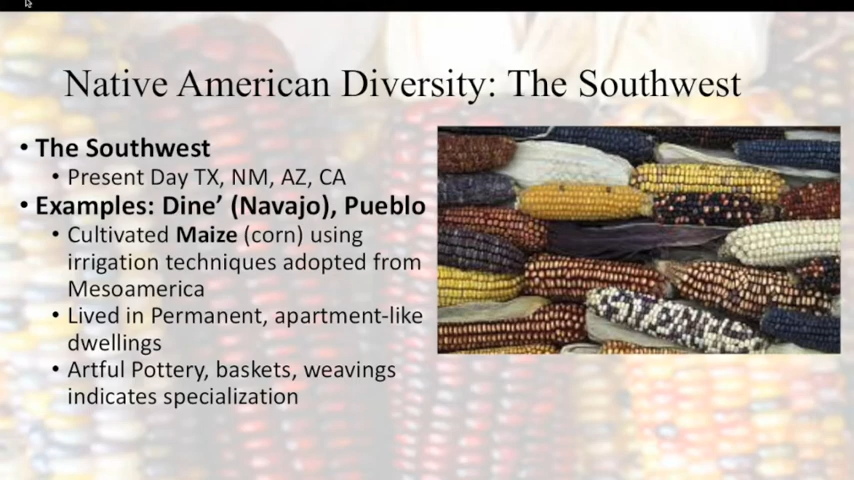 Native American Diversity: The Southwest
• The Southwest
• Present Day TX, NM, AZ, CA
• Examples: Dine’ (Navajo), Pueblo
• Cultivated Maize (corn) using
irrigation techniques adopted from
Mesoamerica
• Lived in Permanent, apartment-like
dwellings
• Artful Pottery, baskets, weavings
indicates specialization